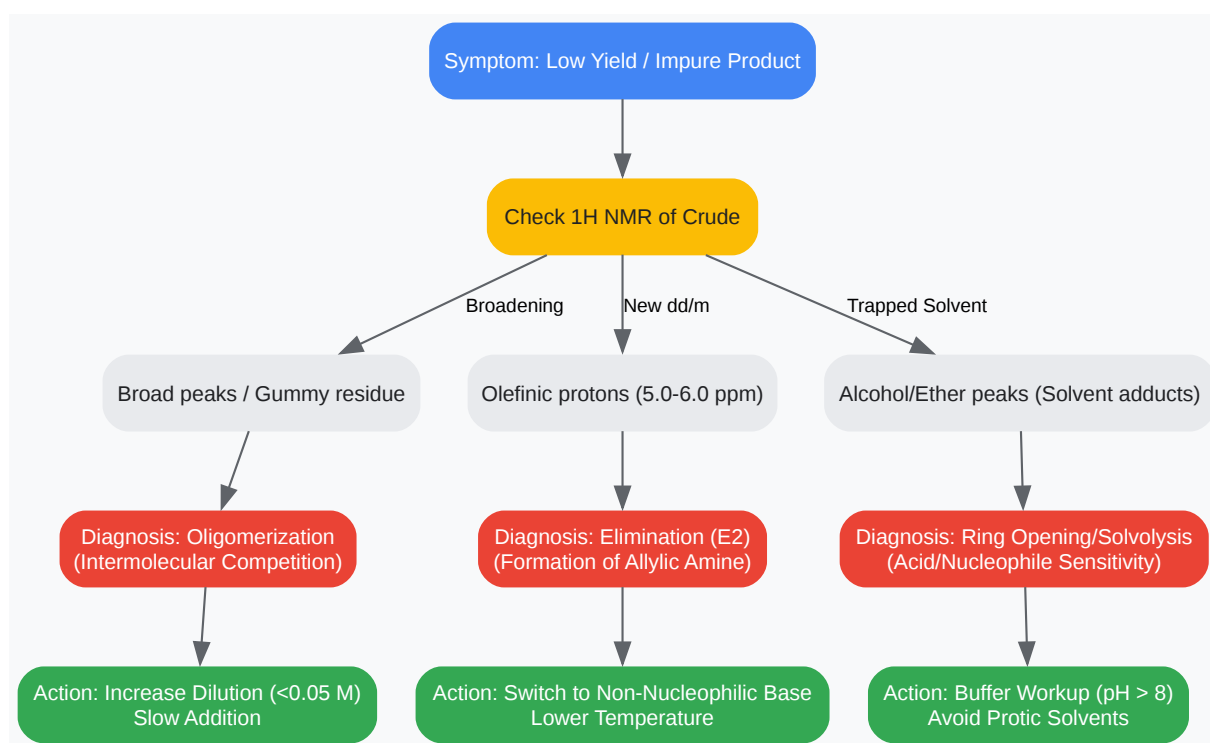 Symptom: Low Yield / Impure Product
Check 1H NMR of Crude
Broadening
New dd/m
Trapped Solvent
Broad peaks / Gummy residue
Olefinic protons (5.0-6.0 ppm)
Alcohol/Ether peaks (Solvent adducts)
Diagnosis: Oligomerization
(Intermolecular Competition)
Diagnosis: Elimination (E2)
(Formation of Allylic Amine)
Diagnosis: Ring Opening/Solvolysis
(Acid/Nucleophile Sensitivity)
Action: Increase Dilution (<0.05 M)
Slow Addition
Action: Switch to Non-Nucleophilic Base
Lower Temperature
Action: Buffer Workup (pH > 8)
Avoid Protic Solvents